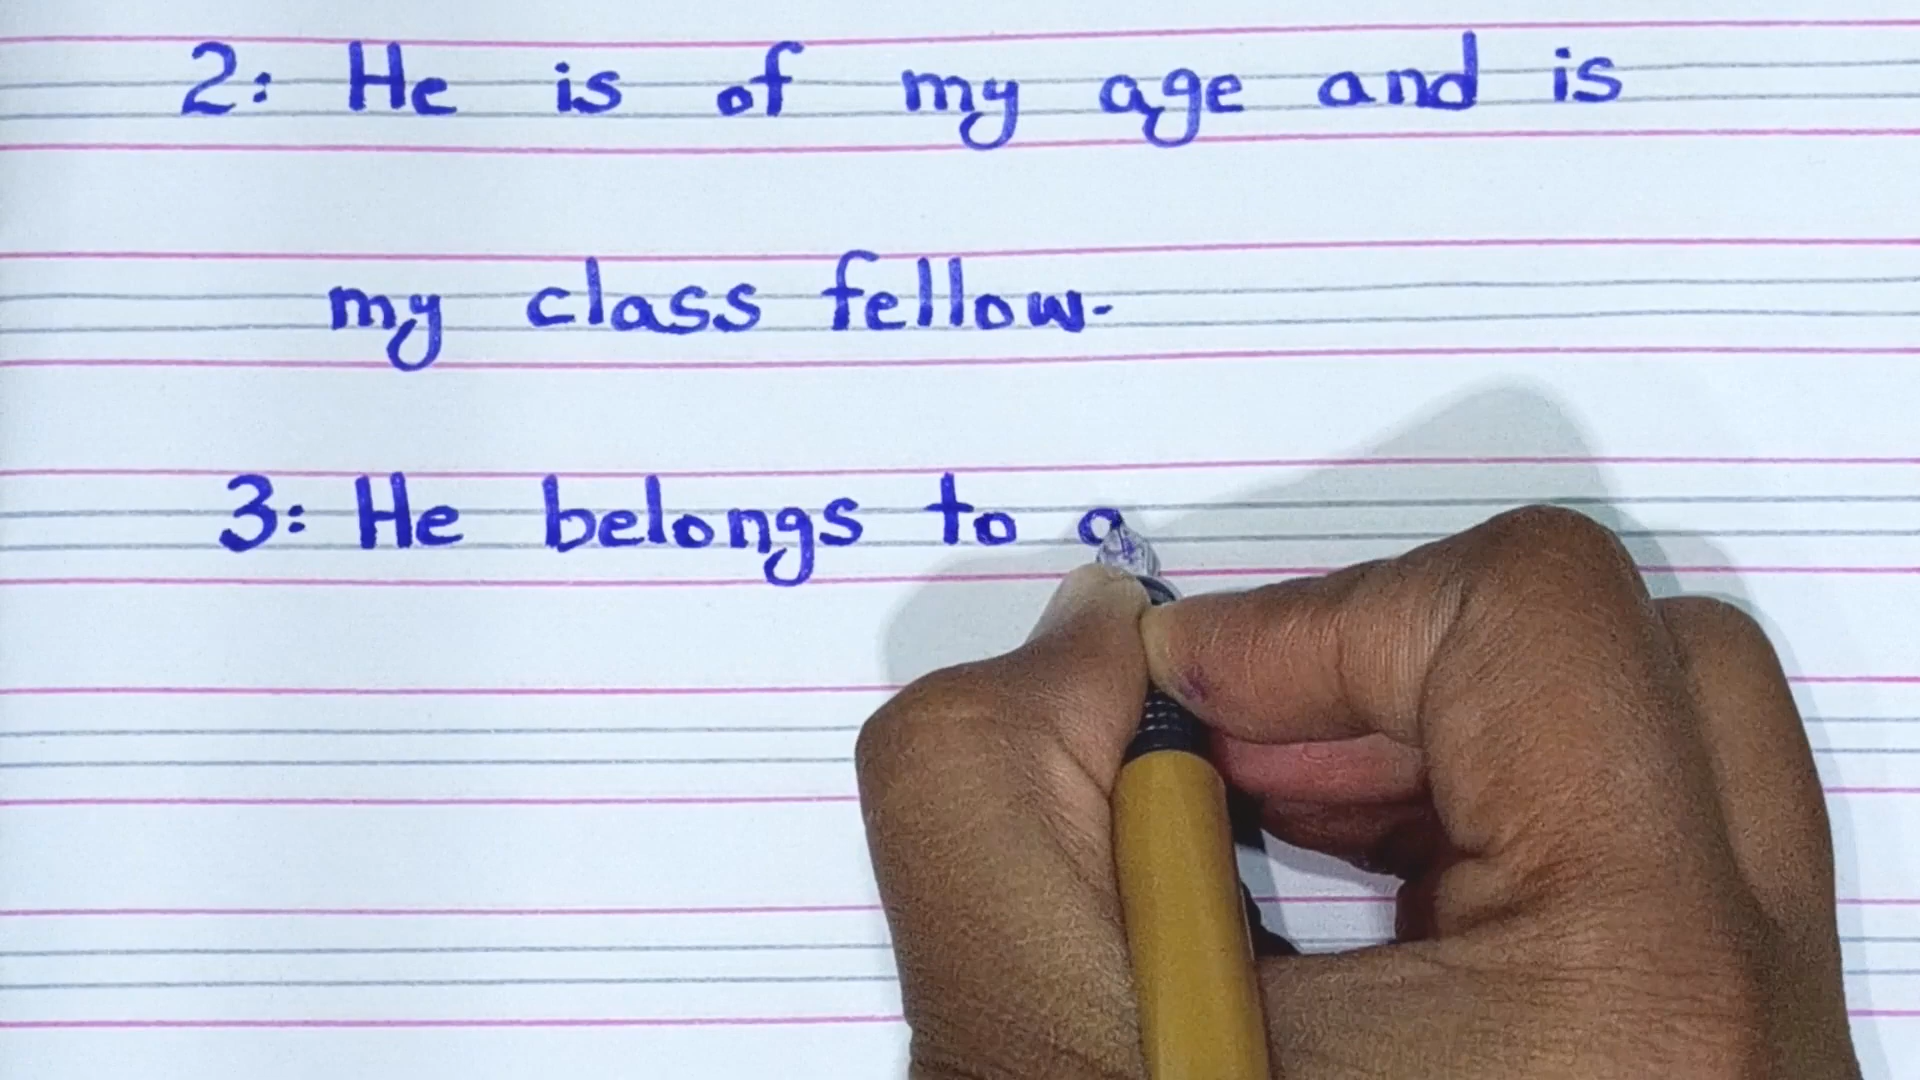 2: He is of my age and is
my class fellow.
3: He belongs to a